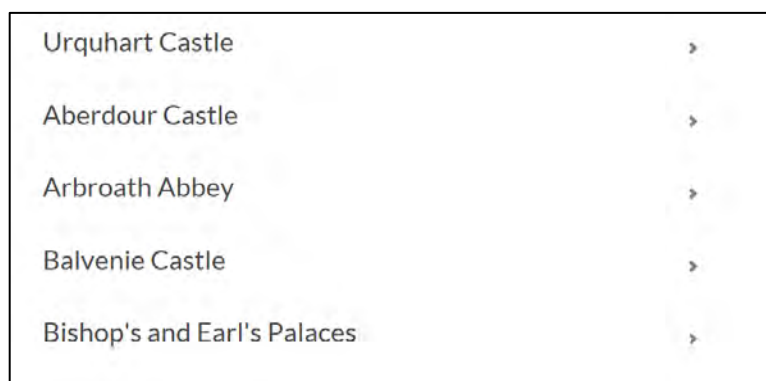 Urquhart Castle
Aberdour Castle
Arbroath Abbey
Balvenie Castle
Bishop's and Earl's Palaces